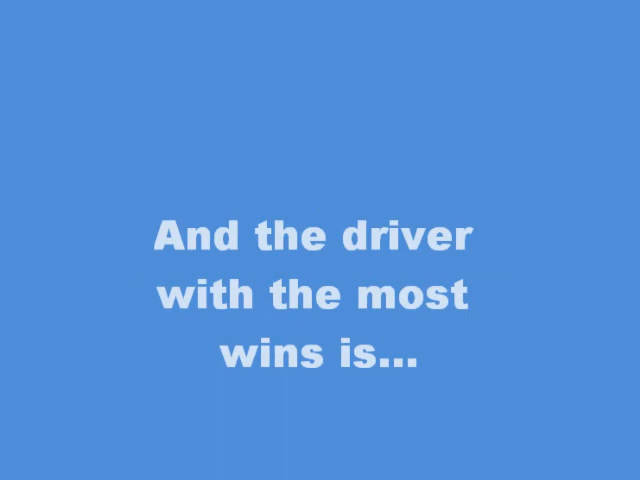 And the driver
with the most
wins is...